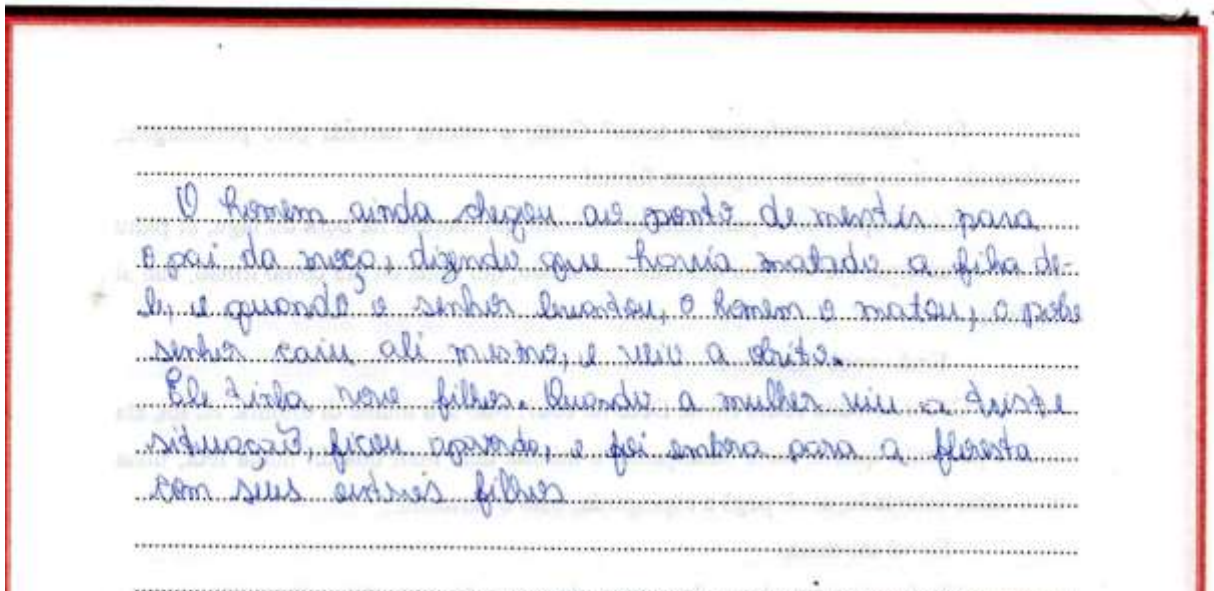 O homem ainda chegou ao ponto de mentir para
o pai da moça, dizendo que havia matado a filha de-
le, e quando o senhor levantou, o homem o matou, o pobre
senhor caiu ali mesmo, e veio a óbito.
Ele tinha nove filhos. Quando a mulher viu a triste
situação, ficou apavorada, e foi embora para a floresta
com seus outros filhos